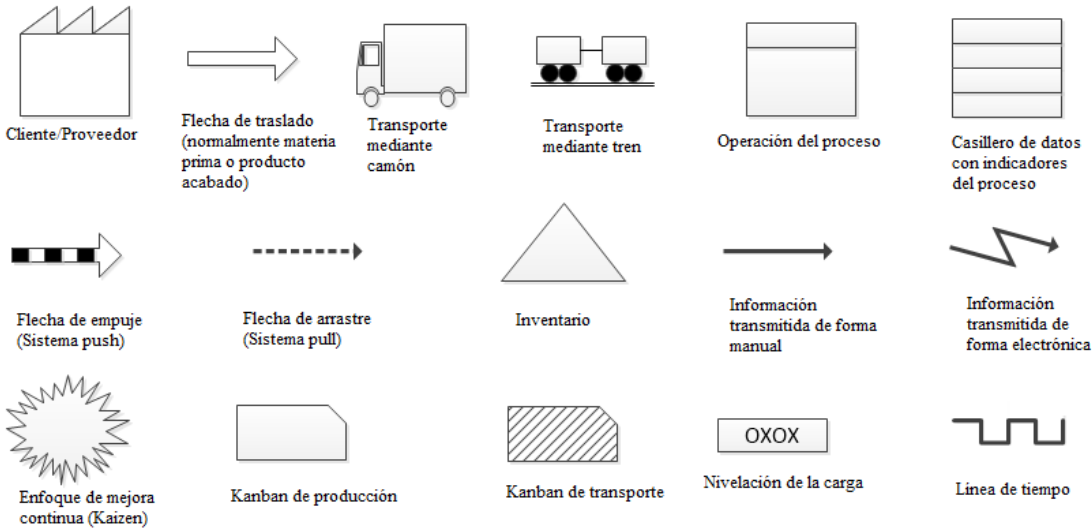 Cliente/Proveedor
Flecha de traslado
(normalmente materia
prima o producto
acabado)
Transporte
mediante
camón
Transporte
mediante tren
Operación del proceso
Casillero de datos
con indicadores
del proceso
Flecha de empuje
(Sistema push)
Flecha de arrastre
(Sistema pull)
Inventario
Información
transmitida de forma
manual
Información
transmitida de
forma electrónica
Enfoque de mejora
continua (Kaizen)
Kanban de producción
Kanban de transporte
OXOX
Nivelación de la carga
Línea de tiempo